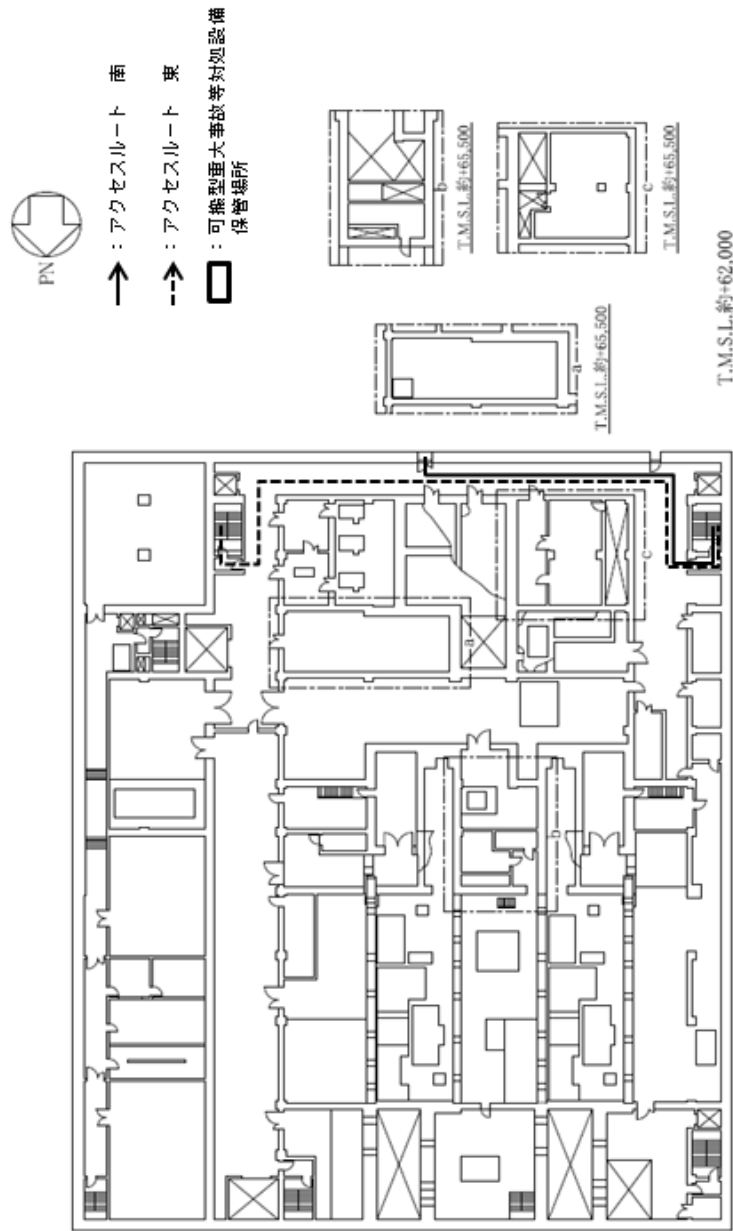 PN
：アクセスルート 南
：アクセスルート 東
：可搬型重大事故等対処設備
保管場所
b
T.M.S.L.約+65,500
c
T.M.S.L.約+65,500
a
T.M.S.L.約+65,500
T.M.S.L.約+62,000
a
c
b